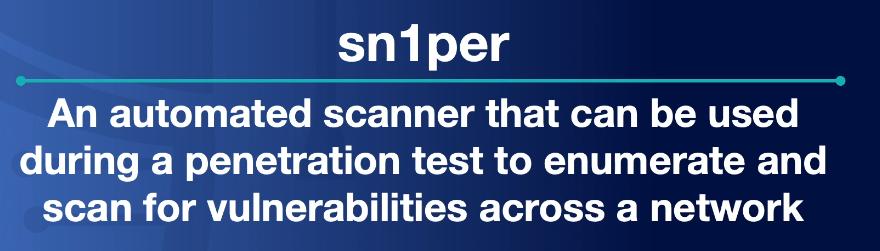 sn1per
An automated scanner that can be used
during a penetration test to enumerate and
scan for vulnerabilities across a network